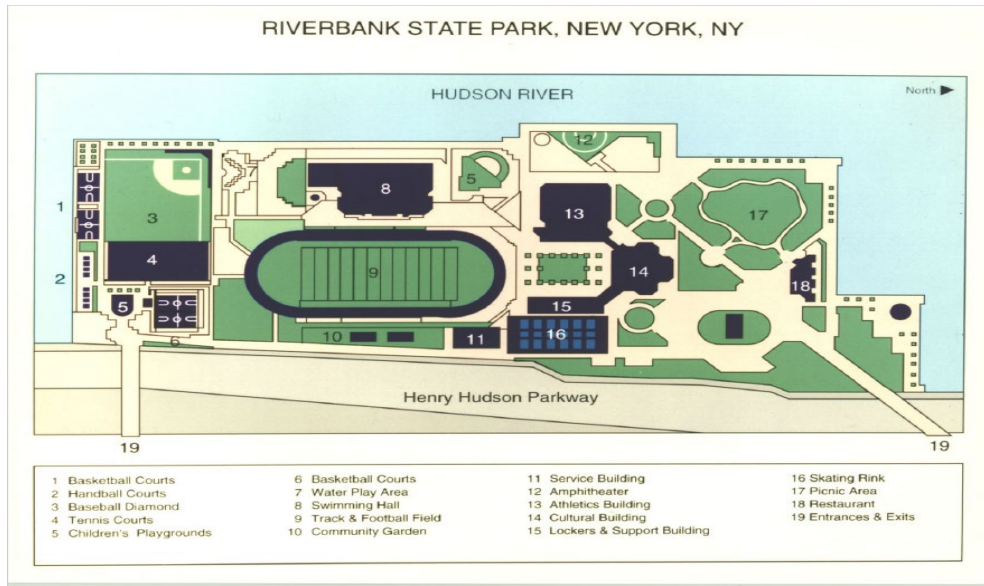 RIVERBANK STATE PARK, NEW YORK, NY
HUDSON RIVER
North
12
7
8
5
1
3
13
17
2
4
9
14
18
5
15
10
11
16
6
Henry Hudson Parkway
19
19
1 Basketball Courts
2 Handball Courts
3 Baseball Diamond
4 Tennis Courts
5 Children's Playgrounds
6 Basketball Courts
7 Water Play Area
8 Swimming Hall
9 Track & Football Field
10 Community Garden
11 Service Building
12 Amphitheater
13 Athletics Building
14 Cultural Building
15 Lockers & Support Building
16 Skating Rink
17 Picnic Area
18 Restaurant
19 Entrances & Exits